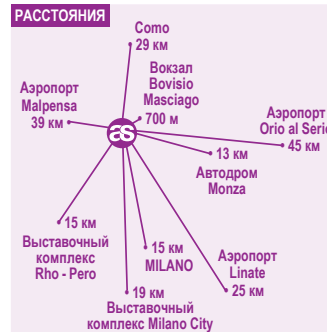 РАССТОЯНИЯ
Como
29 км
Вокзал
Bovisio
Masciago
700 м
Аэропорт
Malpensa
39 км
as
Аэропорт
Orio al Serio
45 км
13 км
Автодром
Monza
15 км
Выставочный
комплекс
Rho - Pero
15 км
MILANO
Аэропорт
Linate
25 км
19 км
Выставочный
комплекс Milano City